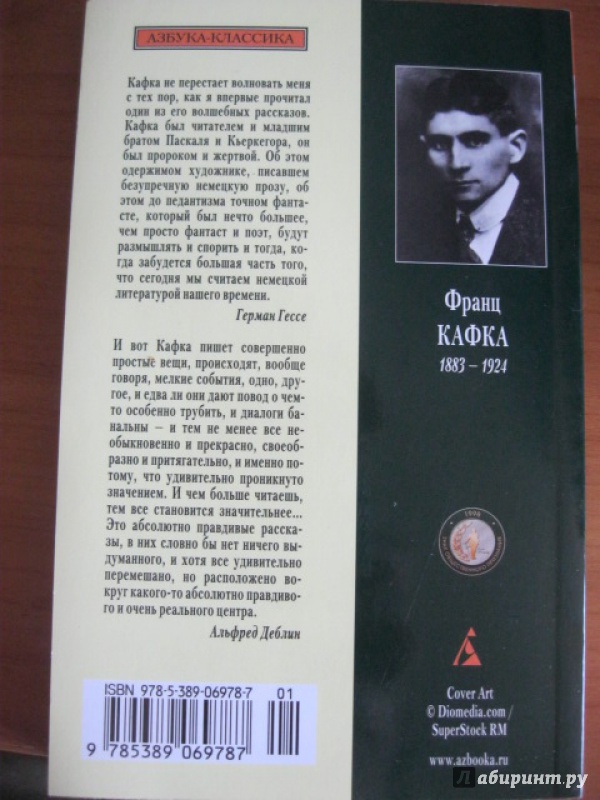 АЗБУКА-КЛАССИКА
Кафка не перестает волновать меня
с тех пор, как я впервые прочитал
один из его волшебных рассказов.
Кафка был читателем и младшим
братом Паскаля и Кьеркегора, он
был пророком и жертвой. Об этом
одержимом художнике, писавшем
безупречную немецкую прозу, об
этом до педантизма точном фанта-
сте, который был нечто большее,
чем просто фантаст и поэт, будут
размышлять и спорить и тогда, ко-
гда забудется большая часть того,
что сегодня мы считаем немецкой
литературой нашего времени.
Герман Гессе
И вот Кафка пишет совершенно
простые вещи, происходят, вообще
говоря, мелкие события, одно, дру-
гое, и едва ли они дают повод о чем-
то особенно трубить, и диалоги ба-
нальны – и тем не менее все не-
обыкновенно и прекрасно, своеоб-
разно и притягательно, и именно по-
тому, что удивительно проникнуто
значением. И чем больше читаешь,
тем все становится значительнее...
Это абсолютно правдивые расска-
зы, в них словно бы нет ничего вы-
думанного, и хотя все удивительно
перемешано, но расположено во-
круг какого-то абсолютно правдиво-
го и очень реального центра.
Альфред Деблин
ISBN 978-5-389-06978-7 01
9 785389 069787
Франц
КАФКА
1883 – 1924
1998
Cover Art
© Diomedia.com /
SuperStock RM
www.azbooka.ru
лабиринт.ру